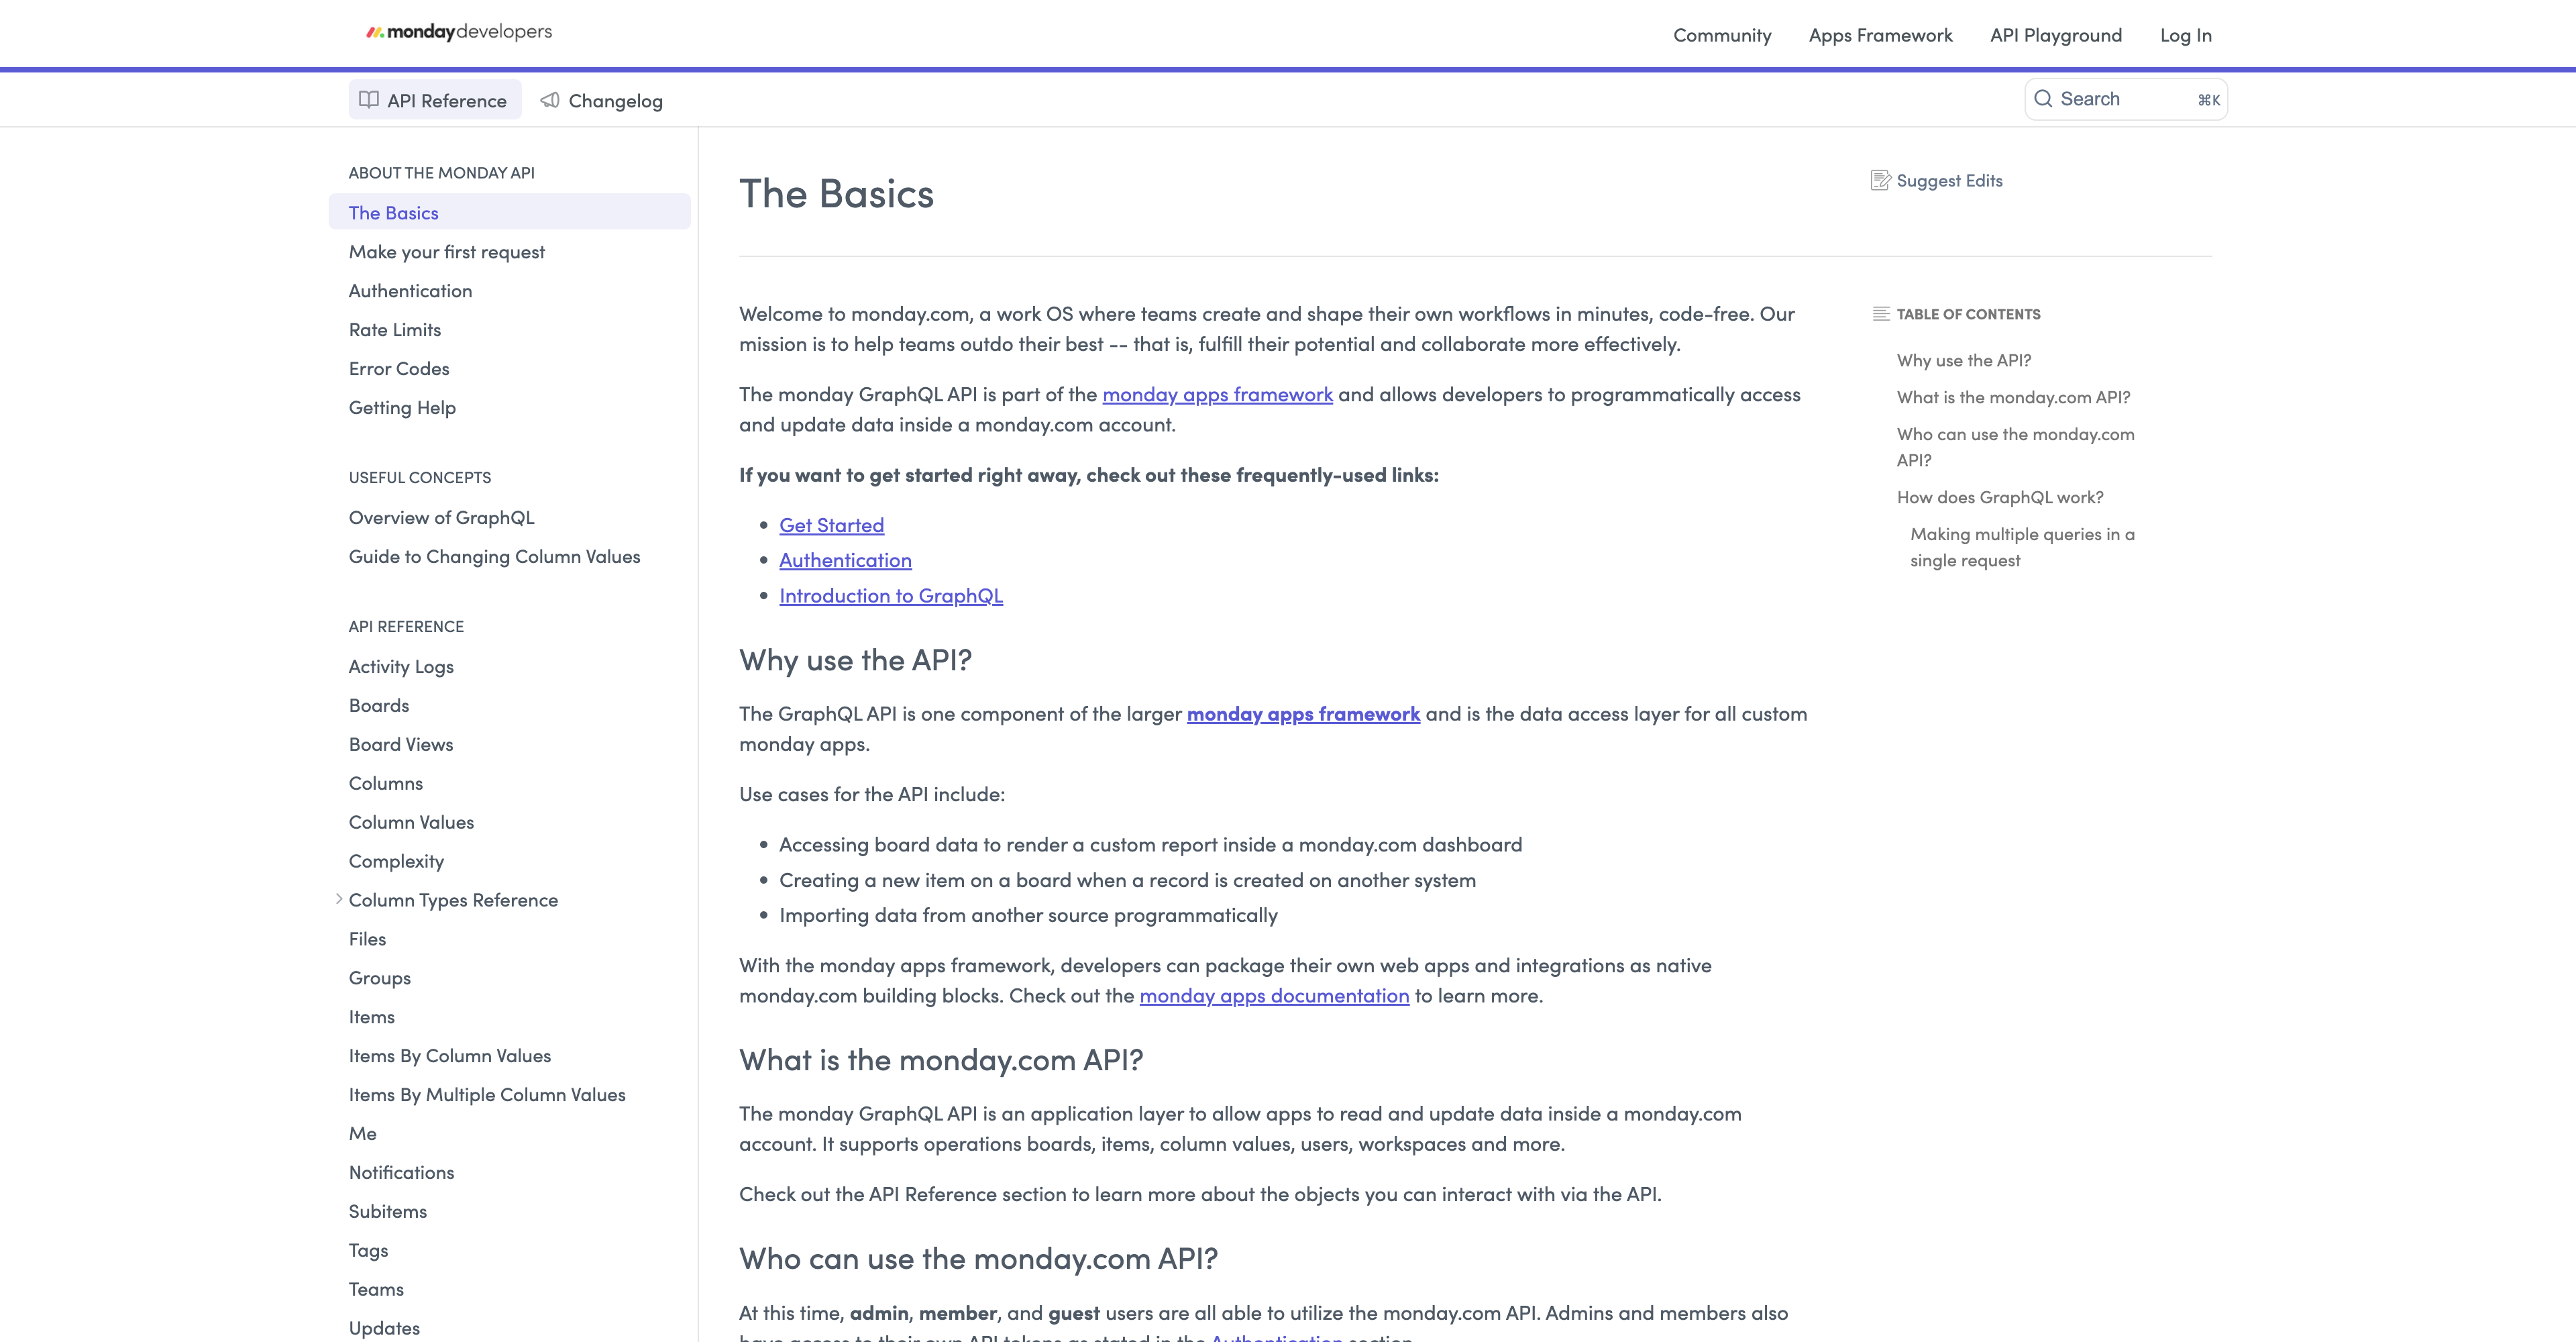 mondaydevelopers
Community
Apps Framework
API Playground
Log In
API Reference
Changelog
Search
⌘K
ABOUT THE MONDAY API
The Basics
Make your first request
Authentication
Rate Limits
Error Codes
Getting Help
USEFUL CONCEPTS
Overview of GraphQL
Guide to Changing Column Values
API REFERENCE
Activity Logs
Boards
Board Views
Columns
Column Values
Complexity
Column Types Reference
Files
Groups
Items
Items By Column Values
Items By Multiple Column Values
Me
Notifications
Subitems
Tags
Teams
Updates
The Basics
Welcome to monday.com, a work OS where teams create and shape their own workflows in minutes, code-free. Our
mission is to help teams outdo their best -- that is, fulfill their potential and collaborate more effectively.
The monday GraphQL API is part of the monday apps framework and allows developers to programmatically access
and update data inside a monday.com account.
If you want to get started right away, check out these frequently-used links:
• Get Started
• Authentication
• Introduction to GraphQL
Why use the API?
The GraphQL API is one component of the larger monday apps framework and is the data access layer for all custom
monday apps.
Use cases for the API include:
• Accessing board data to render a custom report inside a monday.com dashboard
• Creating a new item on a board when a record is created on another system
• Importing data from another source programmatically
With the monday apps framework, developers can package their own web apps and integrations as native
monday.com building blocks. Check out the monday apps documentation to learn more.
What is the monday.com API?
The monday GraphQL API is an application layer to allow apps to read and update data inside a monday.com
account. It supports operations boards, items, column values, users, workspaces and more.
Check out the API Reference section to learn more about the objects you can interact with via the API.
Who can use the monday.com API?
At this time, admin, member, and guest users are all able to utilize the monday.com API. Admins and members also
have access to their own API tokens as stated in the Authentication section.
Suggest Edits
TABLE OF CONTENTS
Why use the API?
What is the monday.com API?
Who can use the monday.com
API?
How does GraphQL work?
Making multiple queries in a
single request